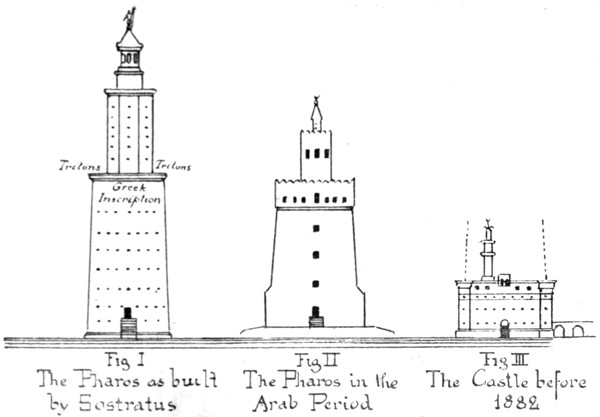 Tritons Tritons
Greek
Inscription
Fig I
The Pharos as built
by Sostratus
Fig II
The Pharos in the
Arab Period
Fig III
The Castle before
1882